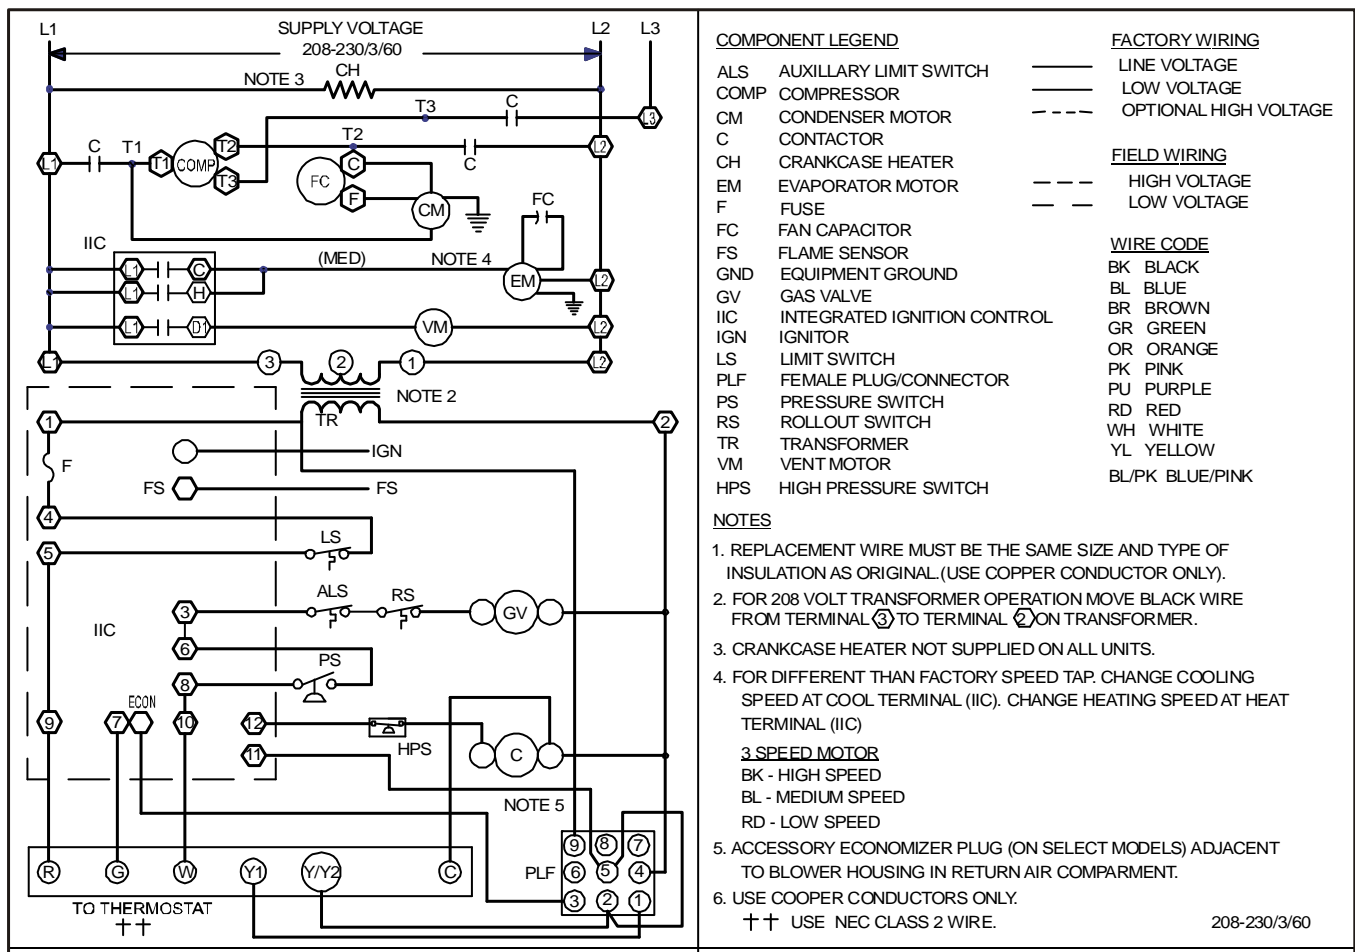 L1
SUPPLY VOLTAGE
208-230/3/60
L2
L3
NOTE 3
CH
T3
C
L3
C
T1
T2
L1
T1
COMP
T2
T3
C
L2
FC
C
F
CM
FC
IIC
(MED)
NOTE 4
L1
C
L1
H
EM
L2
L1
D1
VM
L2
L1
3
2
1
L2
NOTE 2
TR
1
2
F
IGN
FS
FS
4
5
LS
ALS
RS
3
GV
IIC
6
PS
8
ECON
9
7
10
12
HPS
C
11
NOTE 5
9
8
7
PLF
6
5
4
3
2
1
R
G
W
Y1
Y/Y2
C
TO THERMOSTAT
††
COMPONENT LEGEND
ALS AUXILLARY LIMIT SWITCH
COMP COMPRESSOR
CM CONDENSER MOTOR
C CONTACTOR
CH CRANKCASE HEATER
EM EVAPORATOR MOTOR
F FUSE
FC FAN CAPACITOR
FS FLAME SENSOR
GND EQUIPMENT GROUND
GV GAS VALVE
IIC INTEGRATED IGNITION CONTROL
IGN IGNITOR
LS LIMIT SWITCH
PLF FEMALE PLUG/CONNECTOR
PS PRESSURE SWITCH
RS ROLLOUT SWITCH
TR TRANSFORMER
VM VENT MOTOR
HPS HIGH PRESSURE SWITCH
FACTORY WIRING
LINE VOLTAGE
LOW VOLTAGE
OPTIONAL HIGH VOLTAGE
FIELD WIRING
HIGH VOLTAGE
LOW VOLTAGE
WIRE CODE
BK BLACK
BL BLUE
BR BROWN
GR GREEN
OR ORANGE
PK PINK
PU PURPLE
RD RED
WH WHITE
YL YELLOW
BL/PK BLUE/PINK
NOTES
1. REPLACEMENT WIRE MUST BE THE SAME SIZE AND TYPE OF
INSULATION AS ORIGINAL.(USE COPPER CONDUCTOR ONLY).
2. FOR 208 VOLT TRANSFORMER OPERATION MOVE BLACK WIRE
FROM TERMINAL 3 TO TERMINAL 2 ON TRANSFORMER.
3. CRANKCASE HEATER NOT SUPPLIED ON ALL UNITS.
4. FOR DIFFERENT THAN FACTORY SPEED TAP. CHANGE COOLING
SPEED AT COOL TERMINAL (IIC). CHANGE HEATING SPEED AT HEAT
TERMINAL (IIC)
3 SPEED MOTOR
BK - HIGH SPEED
BL - MEDIUM SPEED
RD - LOW SPEED
5. ACCESSORY ECONOMIZER PLUG (ON SELECT MODELS) ADJACENT
TO BLOWER HOUSING IN RETURN AIR COMPARMENT.
6. USE COOPER CONDUCTORS ONLY.
†† USE NEC CLASS 2 WIRE.
208-230/3/60